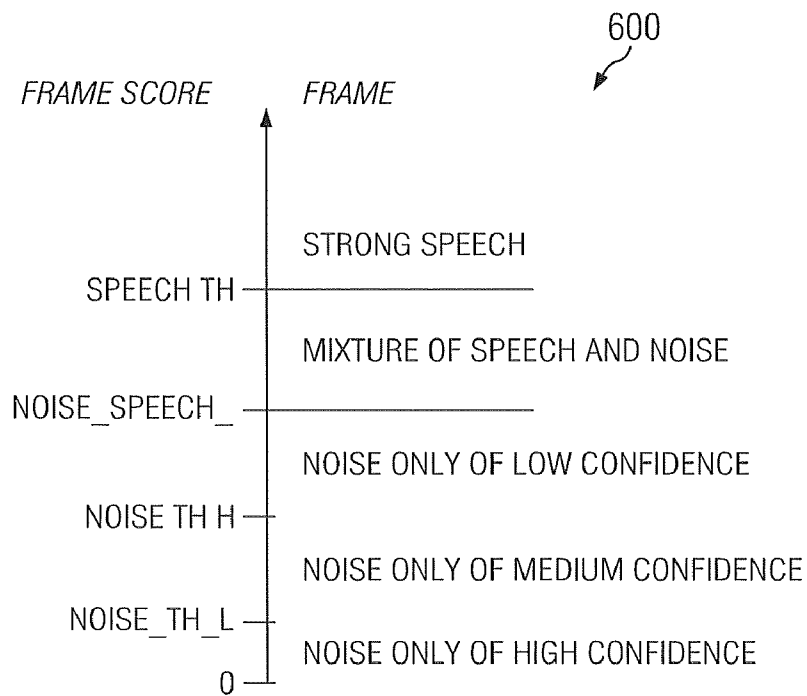 600
FRAME SCORE FRAME
STRONG SPEECH
SPEECH TH
MIXTURE OF SPEECH AND NOISE
NOISE_SPEECH_
NOISE ONLY OF LOW CONFIDENCE
NOISE TH H
NOISE ONLY OF MEDIUM CONFIDENCE
NOISE_TH_L
NOISE ONLY OF HIGH CONFIDENCE
0